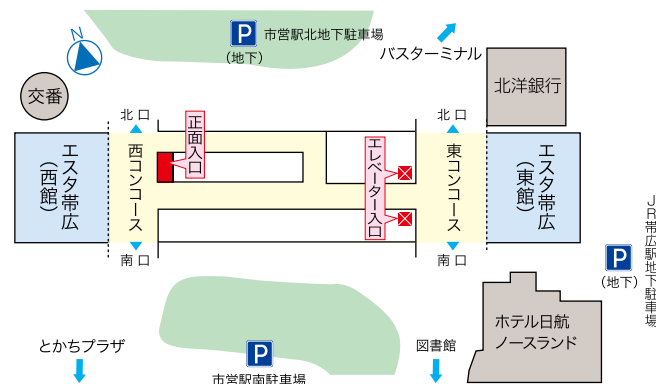 N
P
市営駅北地下駐車場
(地下)
バスターミナル
交番
北洋銀行
北 口
正面入口
北 口
エスタ帯広
(西館)
西コンコース
エレベーター入口
東コンコース
エスタ帯広
(東館)
南 口
南 口
P
(地下)
JR帯広駅地下駐車場
ホテル日航
ノースランド
とかちプラザ
P
市営駅南駐車場
図書館